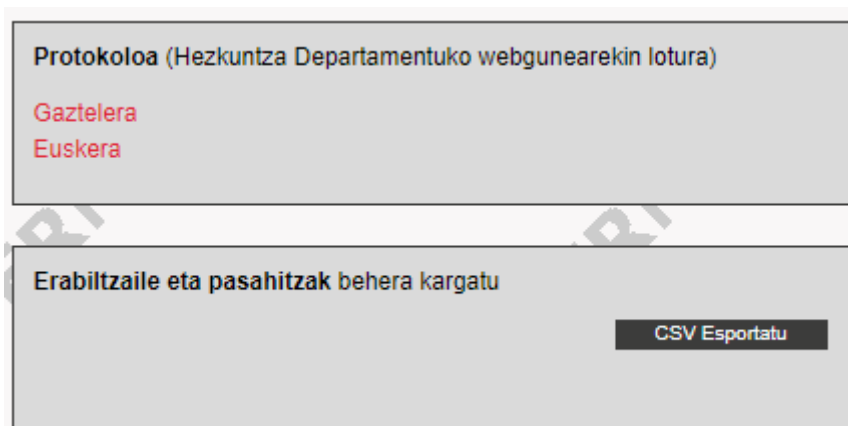 Protokoloa (Hezkuntza Departamentuko webgunearekin lotura)
Gaztelera
Euskera
Erabiltzaile eta pasahitzak behera kargatu
CSV Esportatu